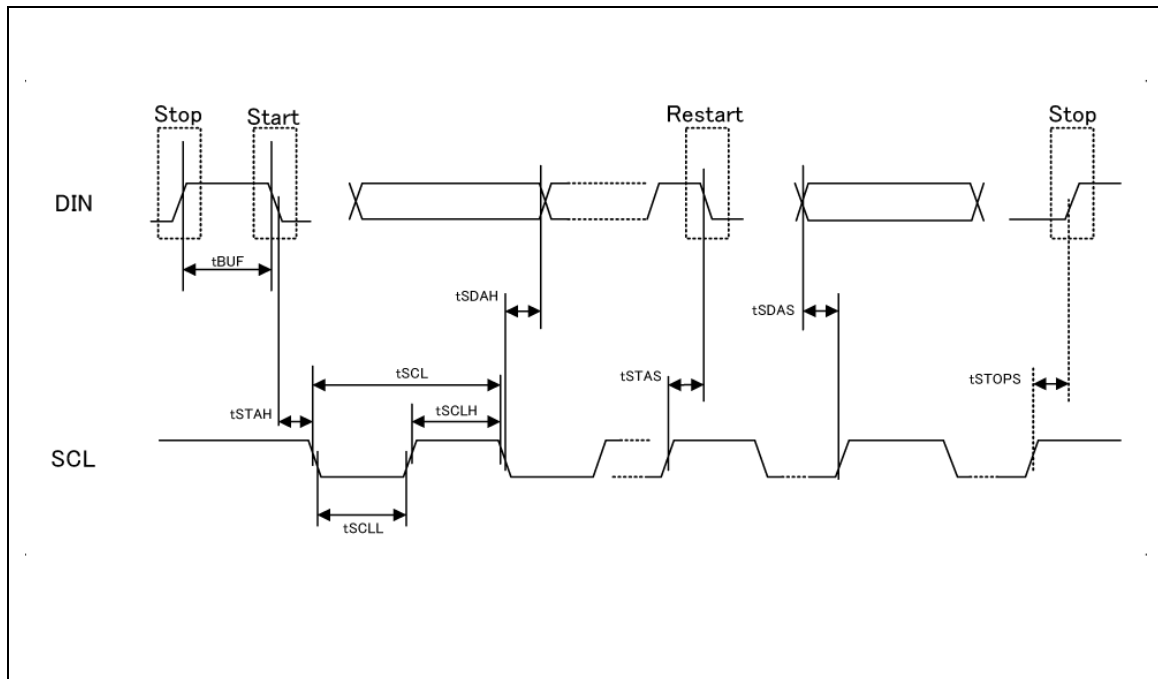 Stop
Start
Restart
Stop
DIN
tBUF
tSDAH
tSDAS
tSCL
tSTAS
tSTOPS
tSTAH
tSCLH
SCL
tSCLL